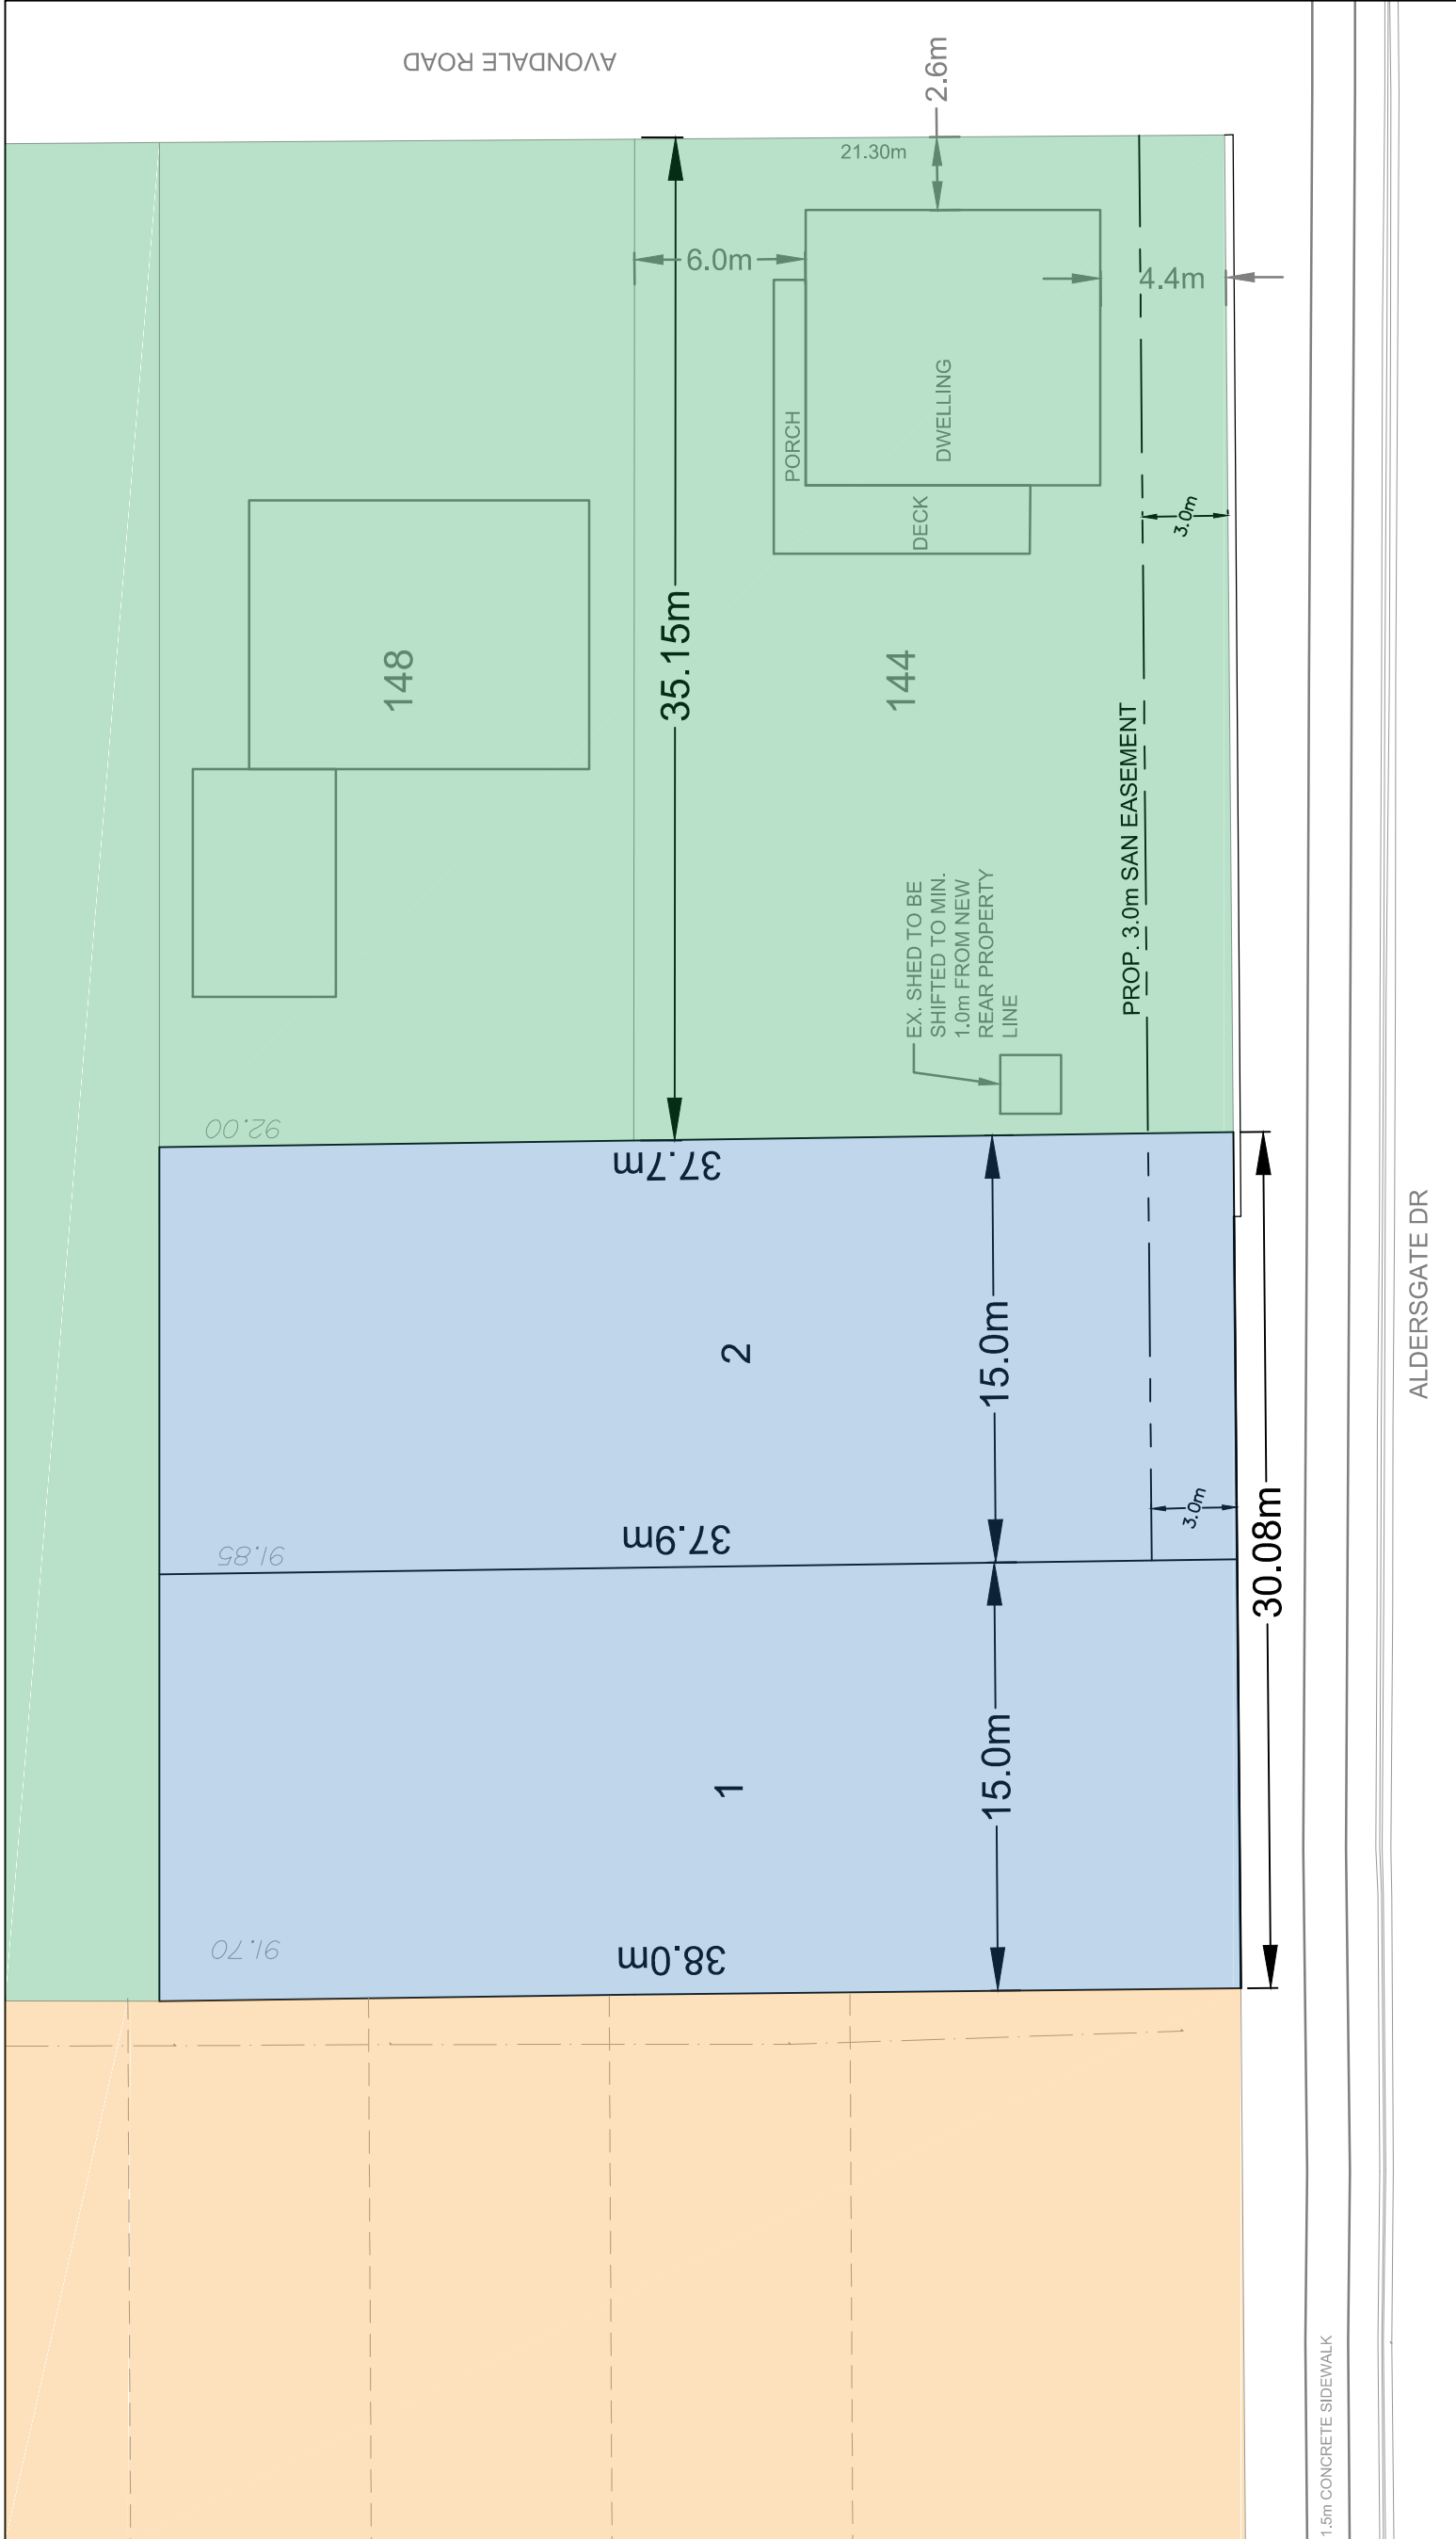 AVONDALE ROAD
2.6m
21.30m
6.0m
4.4m
PORCH
DWELLING
DECK
3.0m
148
35.15m
144
PROP. 3.0m SAN EASEMENT
EX. SHED TO BE
SHIFTED TO MIN.
1.0m FROM NEW
REAR PROPERTY
LINE
92.00
37.7m
2
15.0m
ALDERSGATE DR
3.0m
37.9m
91.85
30.08m
1
15.0m
91.70
38.0m
1.5m CONCRETE SIDEWALK